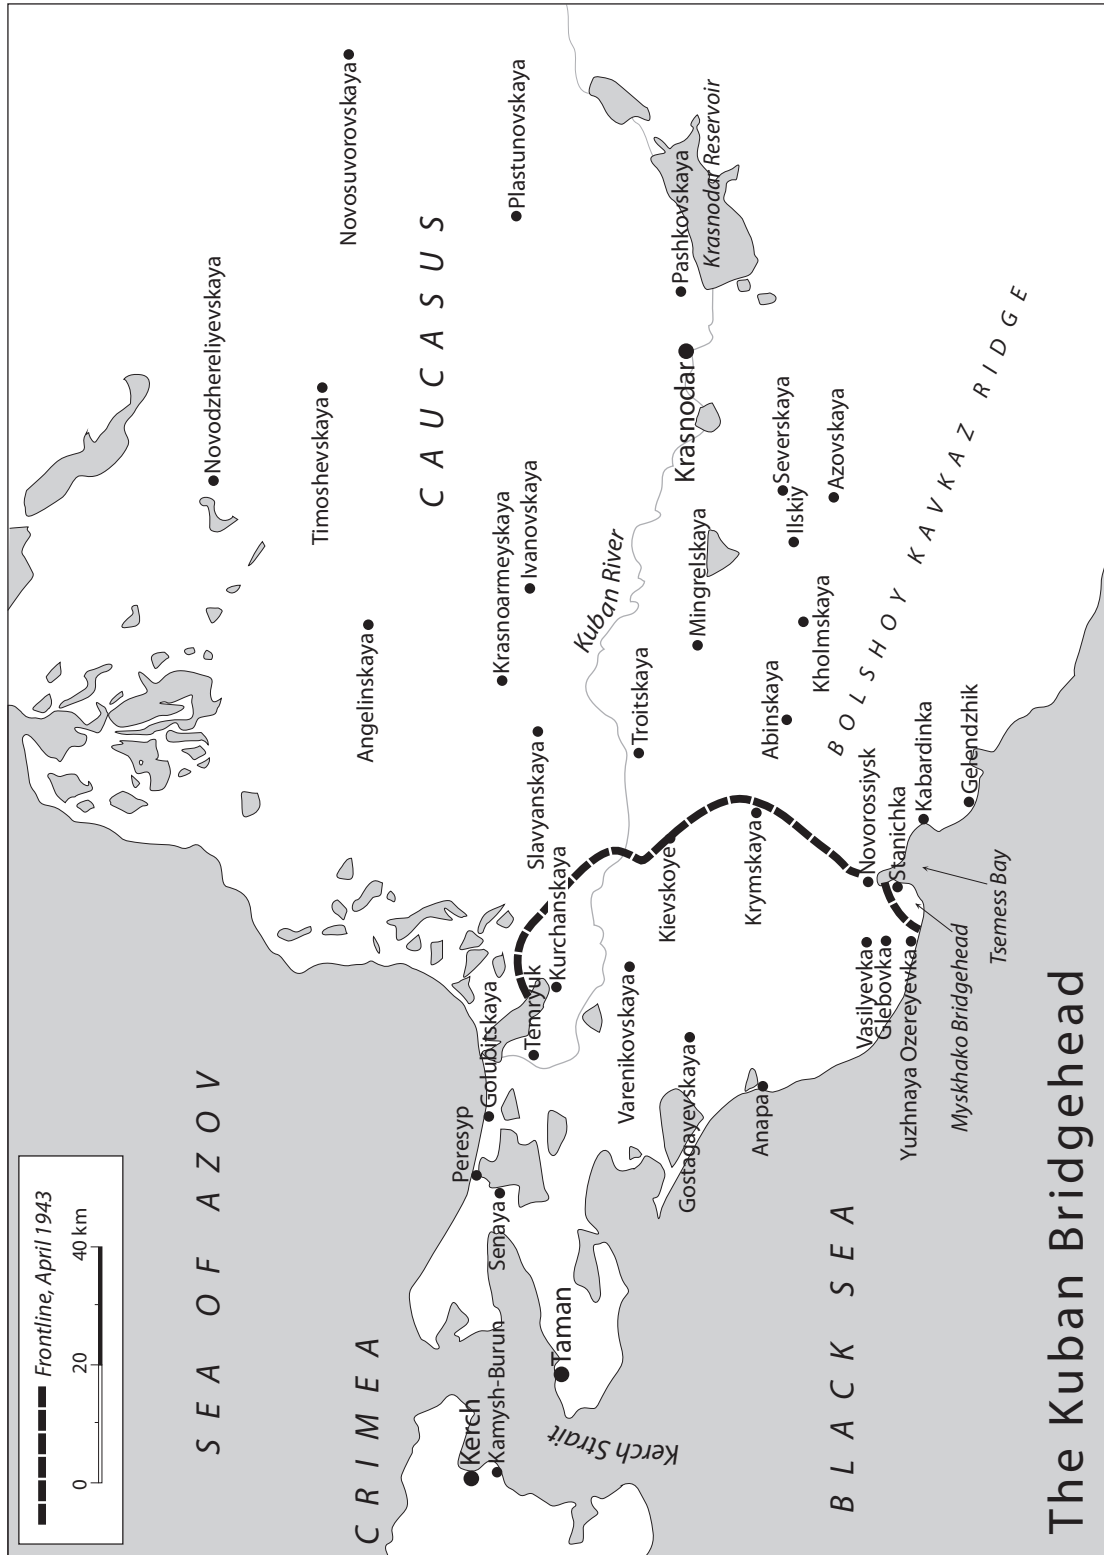 Frontline, April 1943
0
20
40 km
SEA OF AZOV
CRIMEA
CAUCASUS
BLACK SEA
BOLSHOY KAVKAZ RIDGE
Novodzhereliyevskaya
Timoshevskaya
Novosuvorovskaya
Angelinskaya
Plastunovskaya
Krasnoarmeyskaya
Ivanovskaya
Slavyanskaya
Kuban River
Peresyp
Golubitskaya
Temryuk
Kurchanskaya
Senaya
Kerch
Kamysh-Burun
Taman
Kerch Strait
Varenikovskaya
Troitskaya
Kievskoye
Mingrelskaya
Krasnodar
Pashkovskaya
Krasnodar Reservoir
Gostagayevskaya
Anapa
Krymskaya
Abinskaya
Kholmskaya
Ilskiy
Severskaya
Azovskaya
Vasilyevka
Glebovka
Yuzhnaya Ozereyevka
Novorossiysk
Stanichka
Kabardinka
Gelendzhik
Myskhako Bridgehead
Tsemess Bay
The Kuban Bridgehead